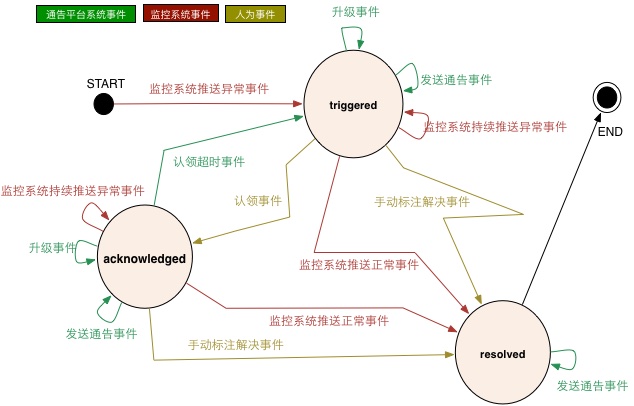 通告平台系统事件
监控系统事件
人为事件
升级事件
START
监控系统推送异常事件
triggered
发送通告事件
监控系统持续推送异常事件
END
认领超时事件
监控系统持续推送异常事件
认领事件
手动标注解决事件
升级事件
acknowledged
监控系统推送正常事件
发送通告事件
监控系统推送正常事件
手动标注解决事件
resolved
发送通告事件